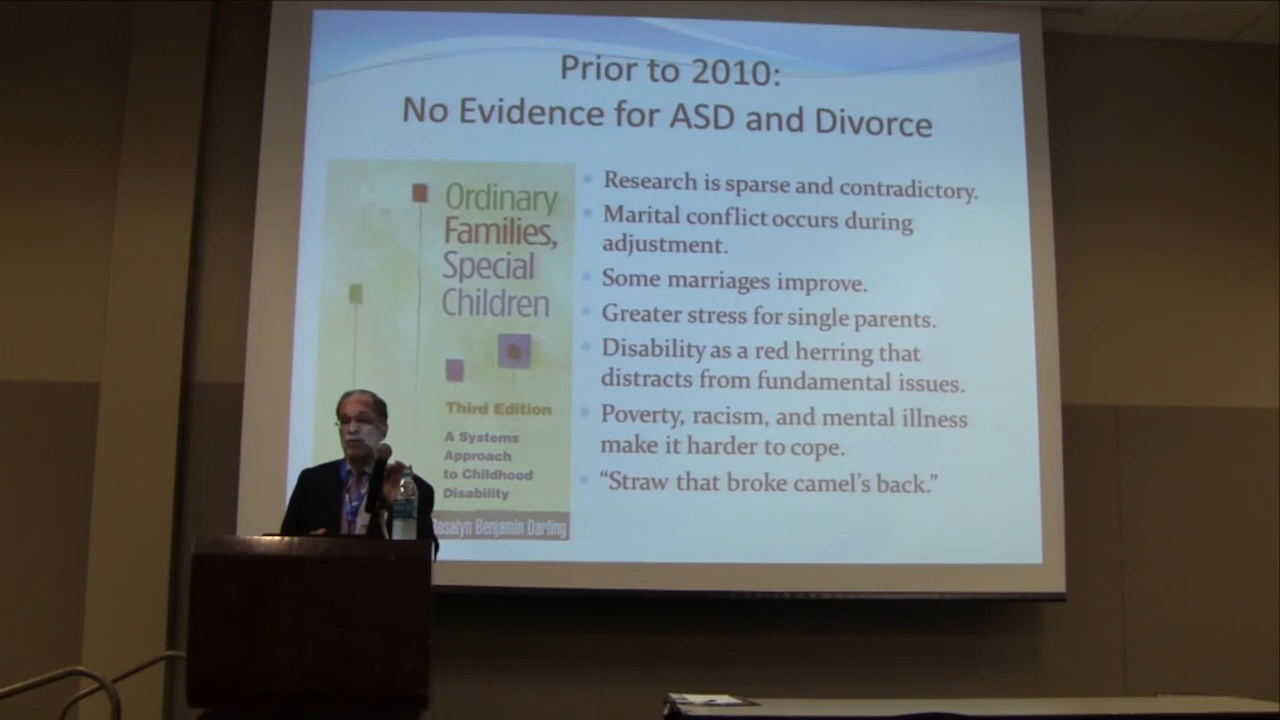 Prior to 2010:
No Evidence for ASD and Divorce
Ordinary
Families,
Special
Children
Third Edition
A Systems
Approach
to Childhood
Disability
Rosalyn Benjamin Darling
Research is sparse and contradictory.
Marital conflict occurs during
adjustment.
Some marriages improve.
Greater stress for single parents.
Disability as a red herring that
distracts from fundamental issues.
Poverty, racism, and mental illness
make it harder to cope.
“Straw that broke camel’s back.”